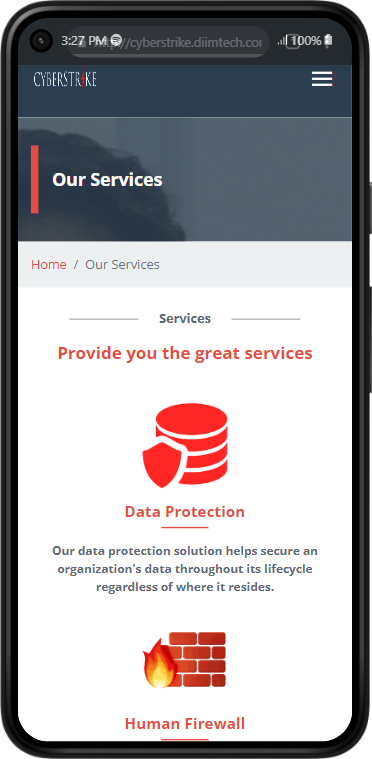 3:27 PM
http://cyberstrike.diimtech.com
100%
CYBERSTRIKE
Our Services
Home / Our Services
Services
Provide you the great services
Data Protection
Our data protection solution helps secure an
organization's data throughout its lifecycle
regardless of where it resides.
Human Firewall